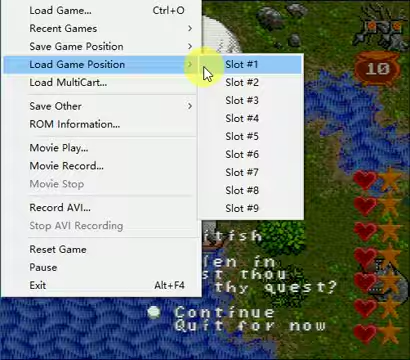 Load Game... Ctrl+O
Recent Games
Save Game Position
Load Game Position
Load MultiCart...
Save Other
ROM Information...
Movie Play...
Movie Record...
Movie Stop
Record AVI...
Stop AVI Recording
Reset Game
Pause
Exit Alt+F4
Slot #1
Slot #2
Slot #3
Slot #4
Slot #5
Slot #6
Slot #7
Slot #8
Slot #9
10
thou
thy quest?
Continue
Quit for now